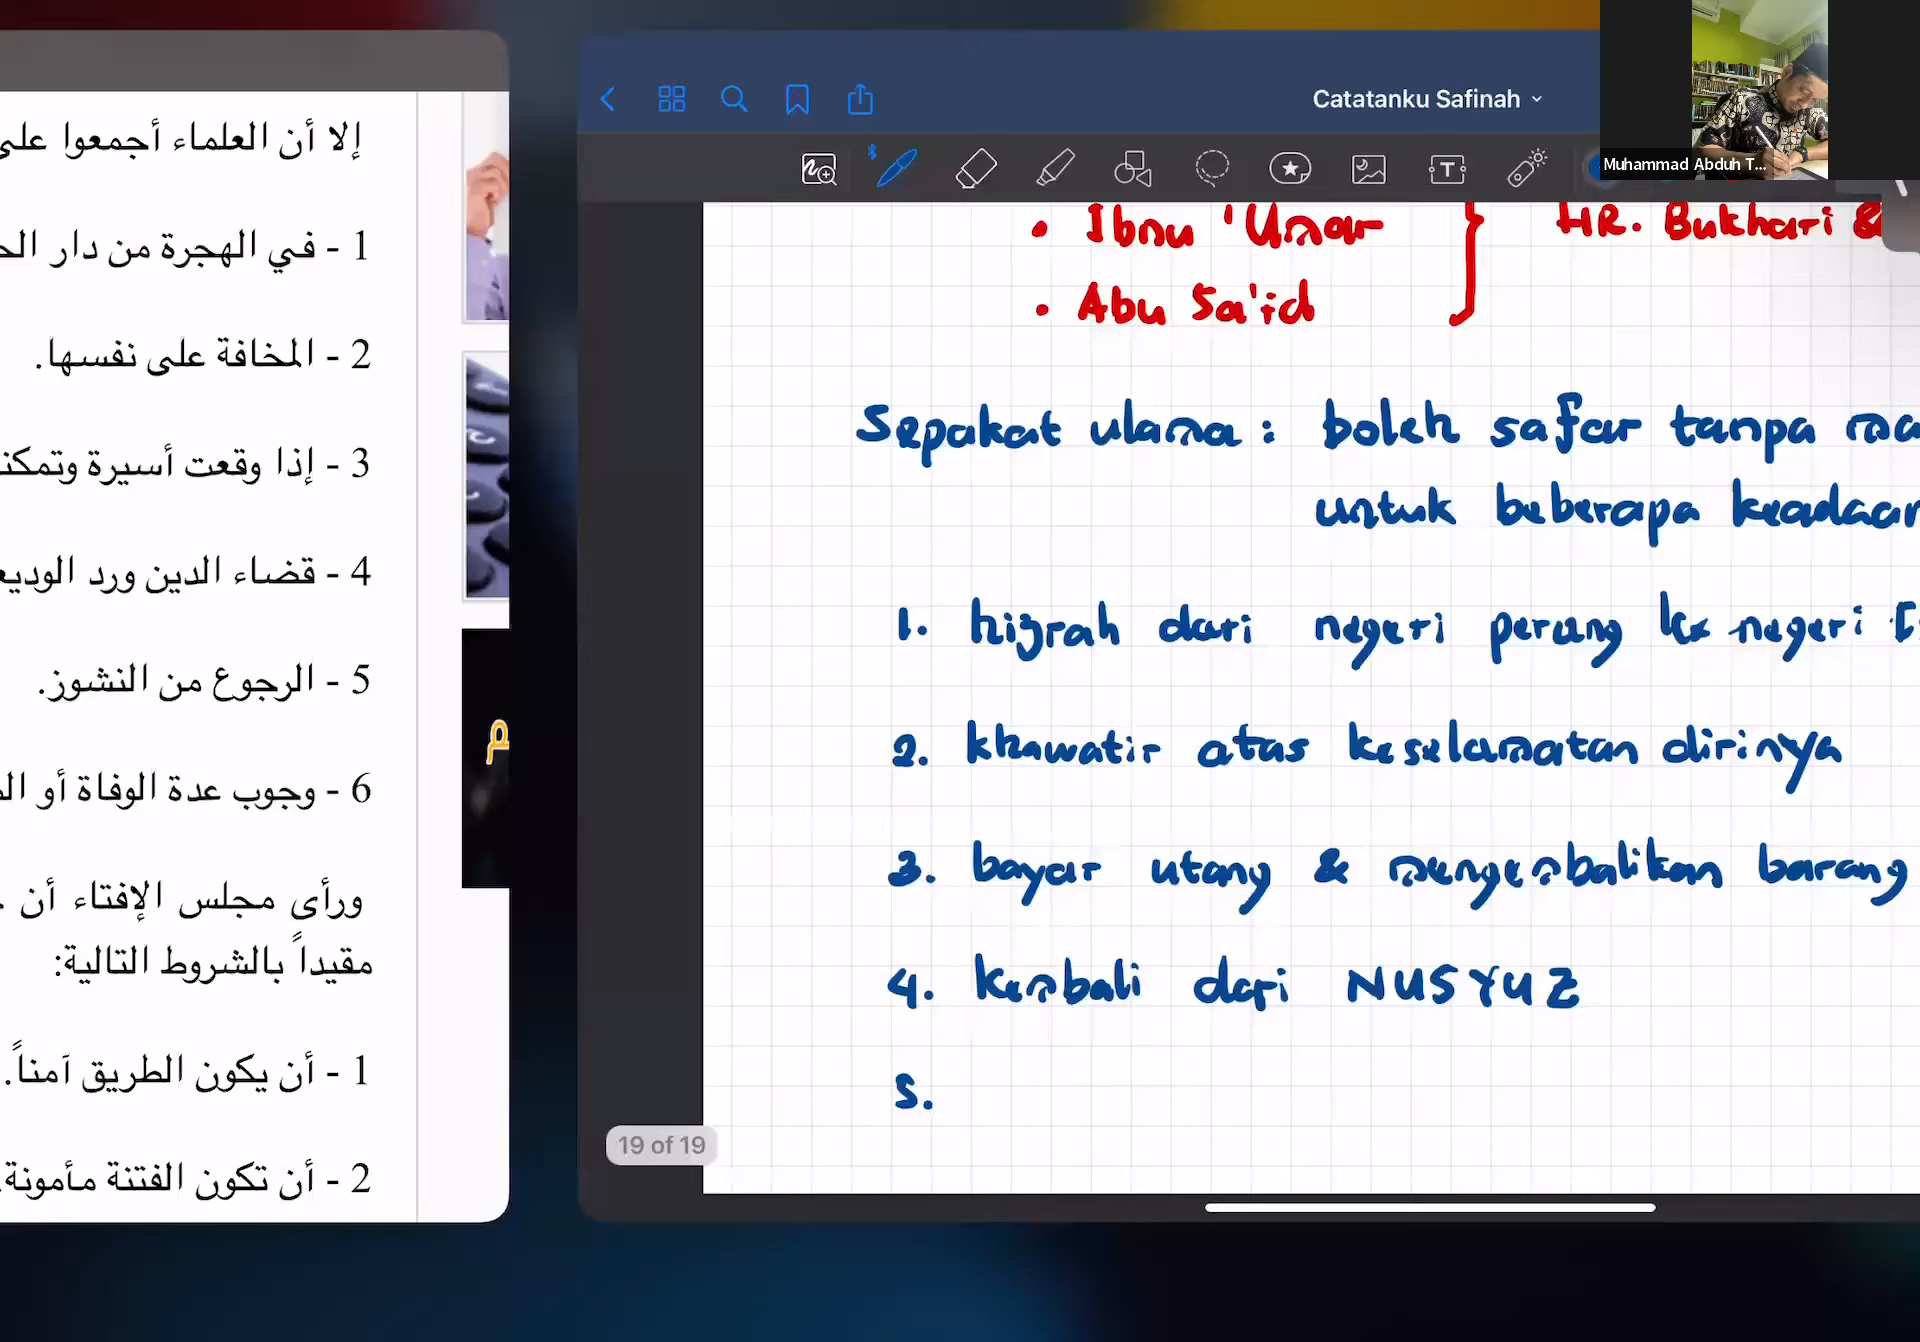 إلا أن العلماء أجمعوا على
1 - في الهجرة من دار
2 - المخافة على نفسها.
3 - إذا وقعت أسيرة
4 - قضاء الدين ورد
5 - الرجوع من النشوز.
6 - وجوب عدة الوفاة أو
ورأى مجلس الإفتاء أن
مقيداً بالشروط التالية:
1 - أن يكون الطريق آمناً.
2 - أن تكون الفتنة مأمونة
م
Catatanku Safinah
Muhammad Abduh T...
• Ibnu 'Umar
HR. Bukhari &
• Abu Sa'id
Sepakat ulama : boleh safar tanpa
untuk beberapa keadaan
1. hijrah dari negeri perang ke negeri
2. khawatir atas keselamatan dirinya
3. bayar utang & mengembalikan barang
4. kembali dari NUSYUZ
5.
19 of 19